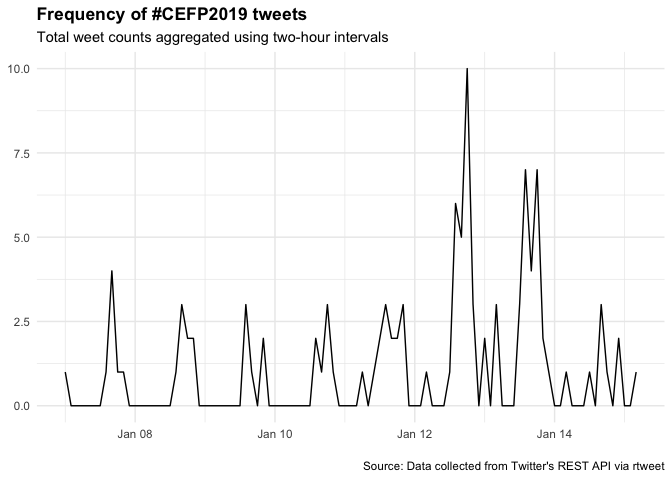 Frequency of #CEFP2019 tweets
Total weet counts aggregated using two-hour intervals
10.0
7.5
5.0
2.5
0.0
Jan 08 Jan 10 Jan 12 Jan 14
Source: Data collected from Twitter's REST API via rtweet